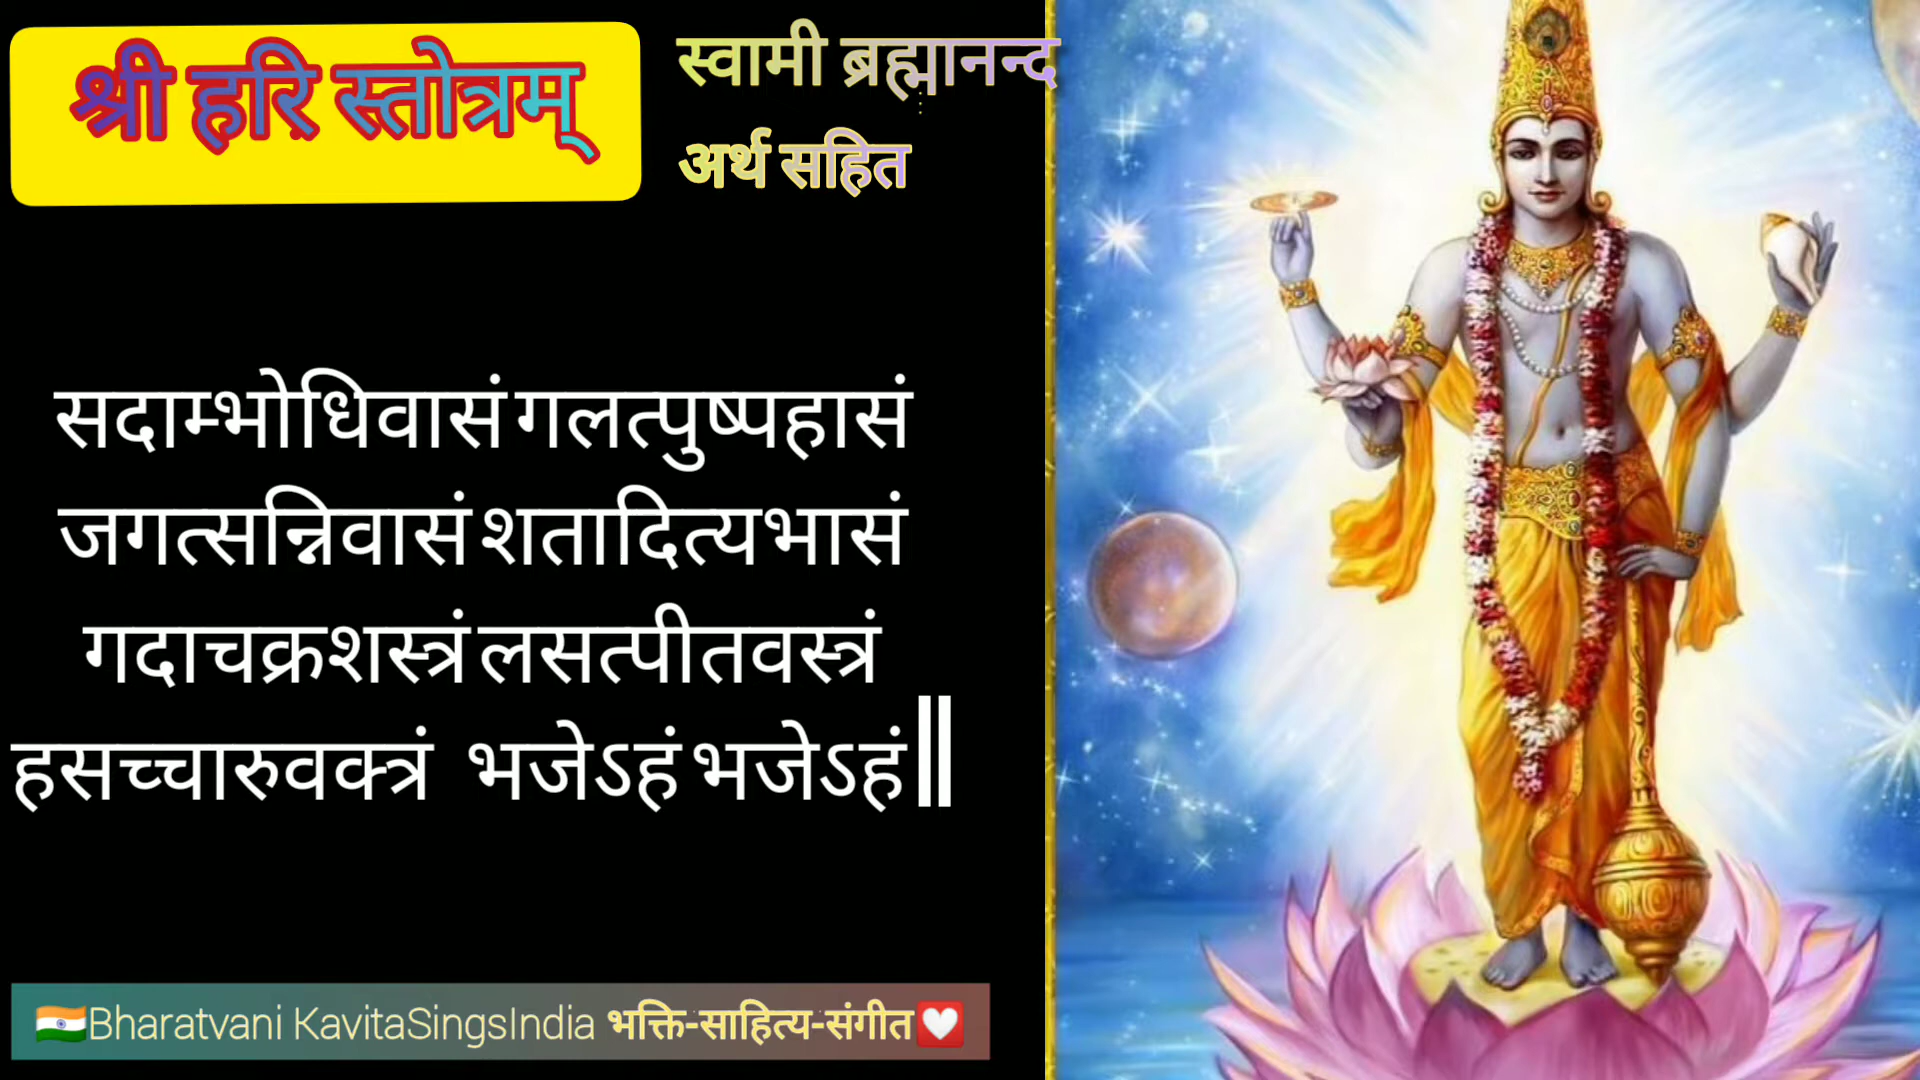 श्री हरि स्तोत्रम्
स्वामी ब्रह्मानन्द
अर्थ सहित
सदाम्भोधिवासं गलत्पुष्पहासं
जगत्सन्निवासं शतादित्यभासं
गदाचक्रशस्त्रं लसत्पीतवस्त्रं
हसच्चारुवक्त्रं भजेऽहं भजेऽहं॥
🇮🇳Bharatvani KavitaSingsIndia भक्ति-साहित्य-संगीत